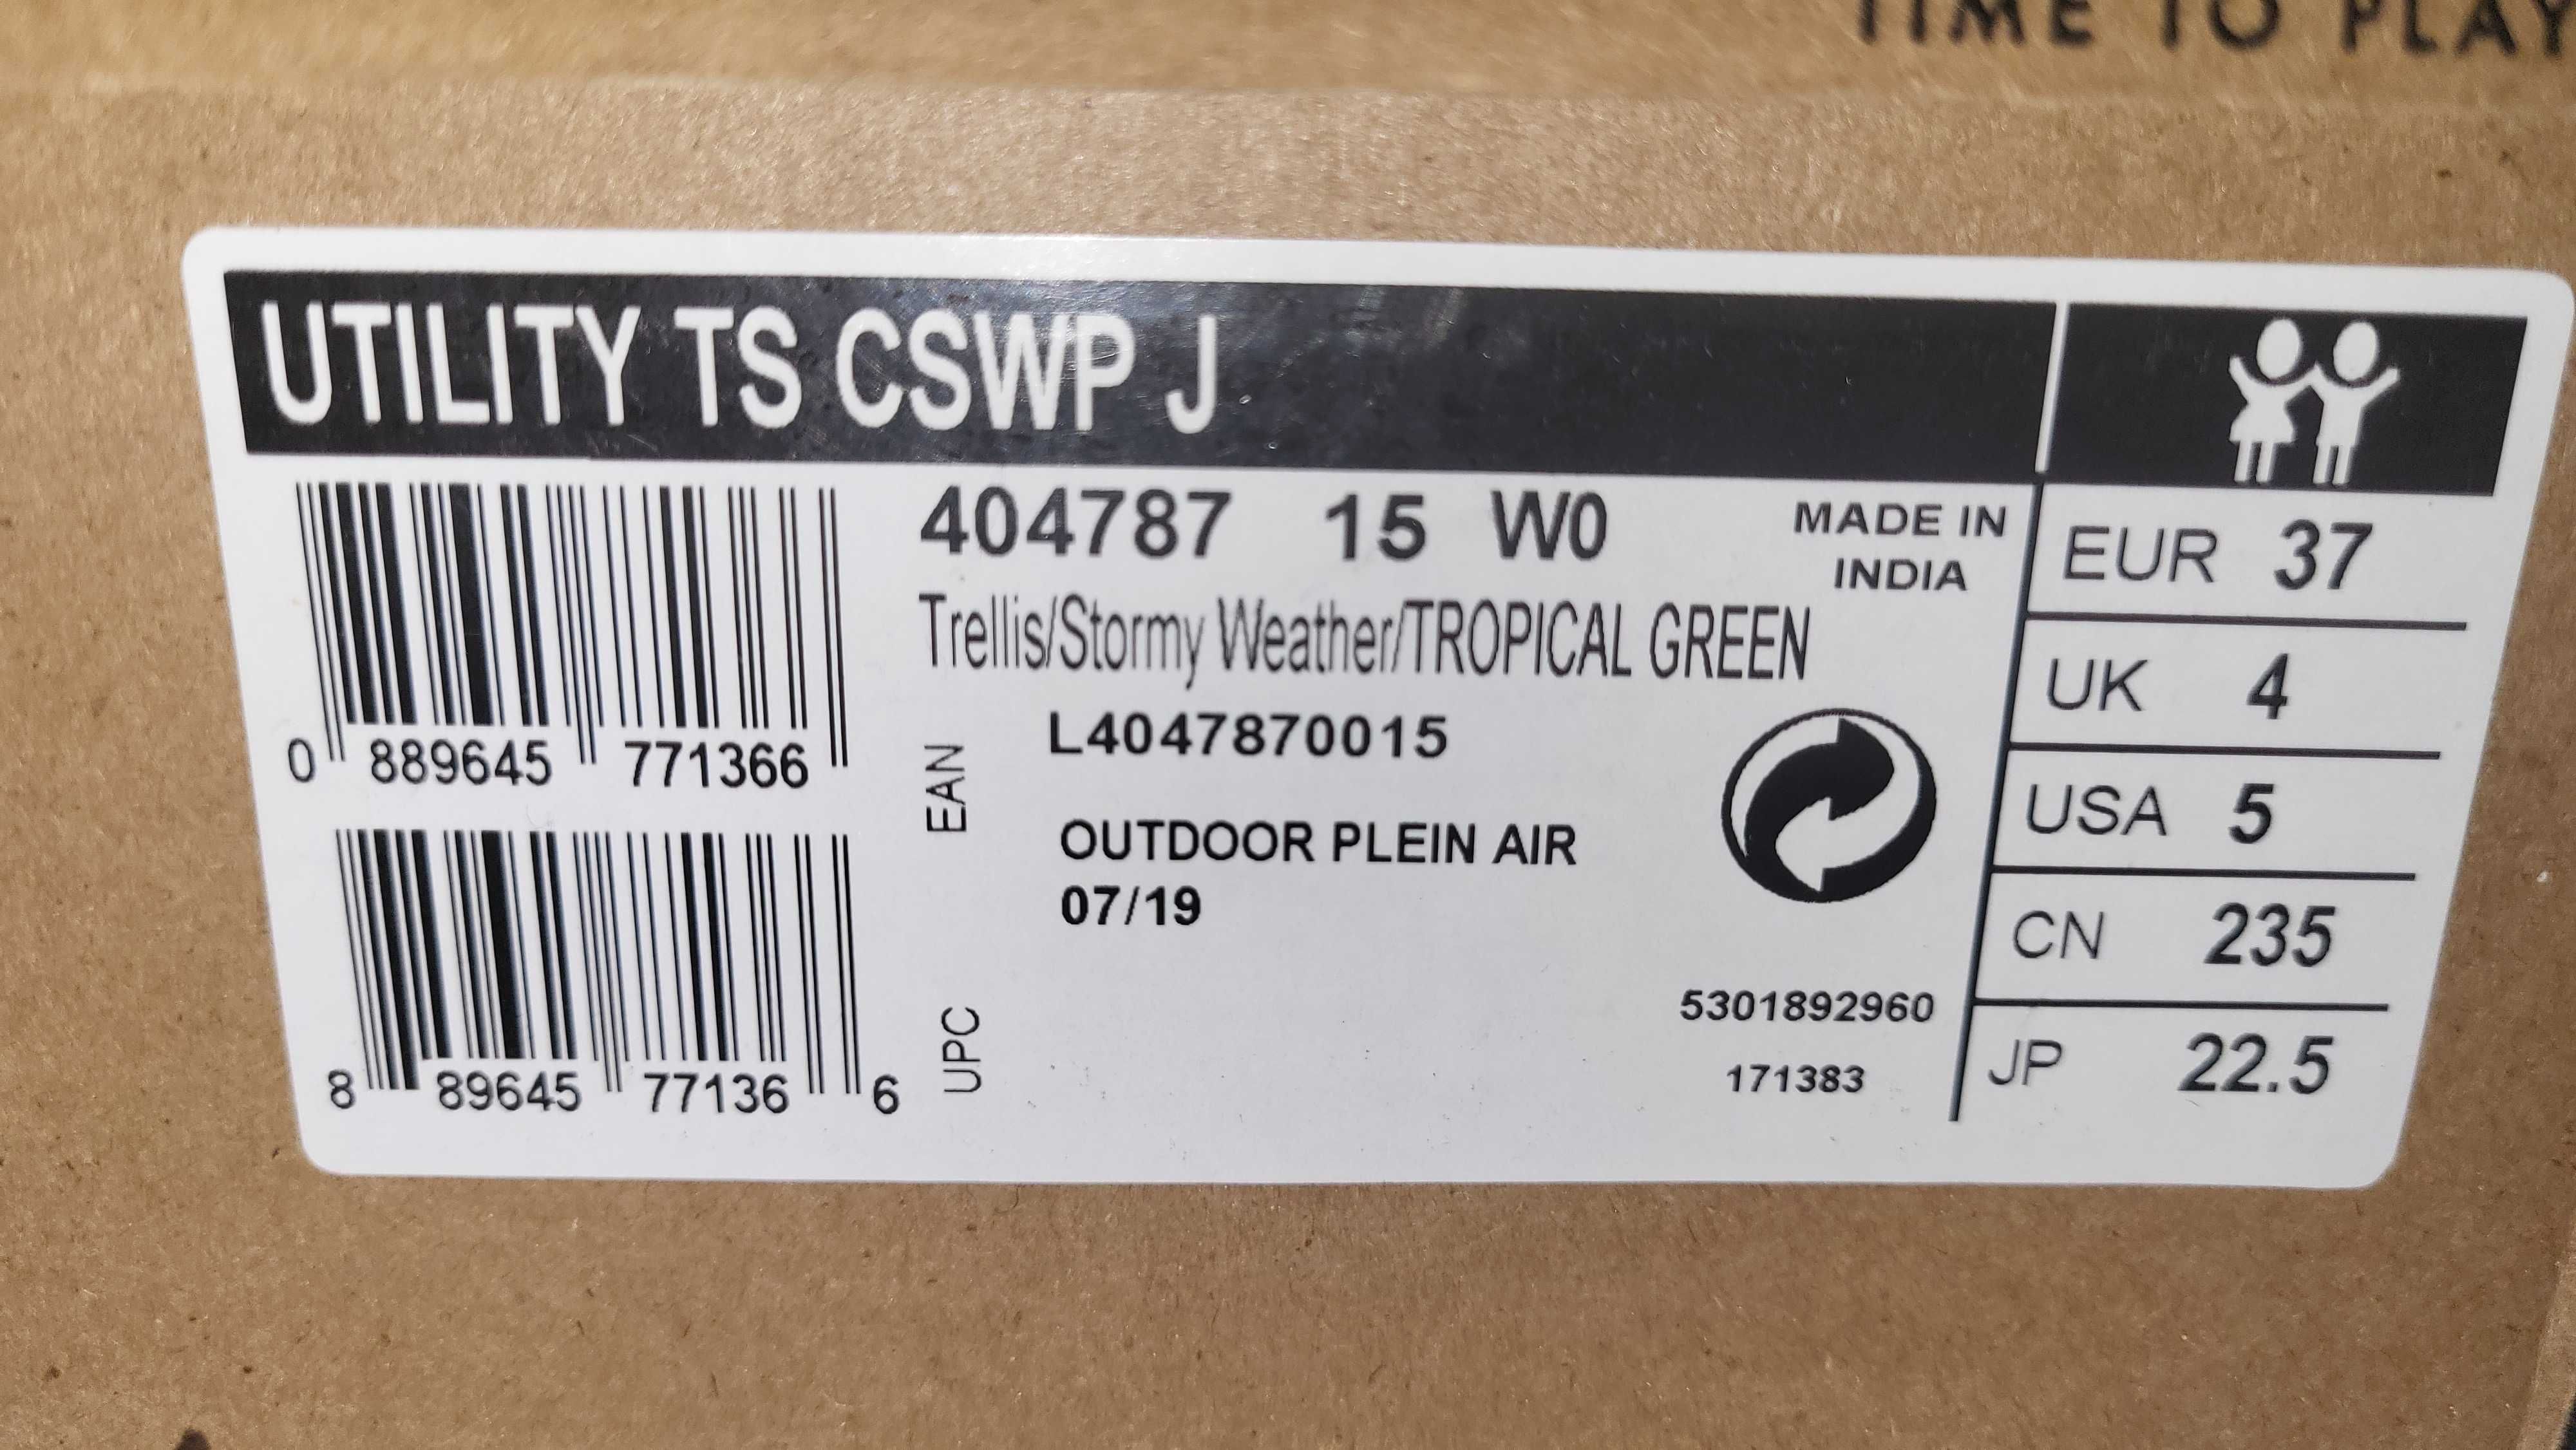 TIME TO PLAY
UTILITY TS CSWP J
404787 15 W0
MADE IN
INDIA
Trellis/Stormy Weather/TROPICAL GREEN
0 889645 771366
EAN
L4047870015
OUTDOOR PLEIN AIR
07/19
8 89645 77136 6
UPC
5301892960
171383
EUR 37
UK 4
USA 5
CN 235
JP 22.5